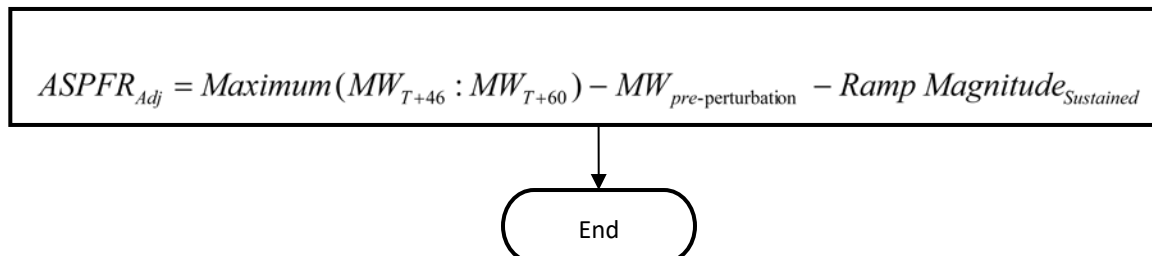 ASPFR_Adj = Maximum(MW_T+46 : MW_T+60) − MW_pre-perturbation − Ramp Magnitude_Sustained
End